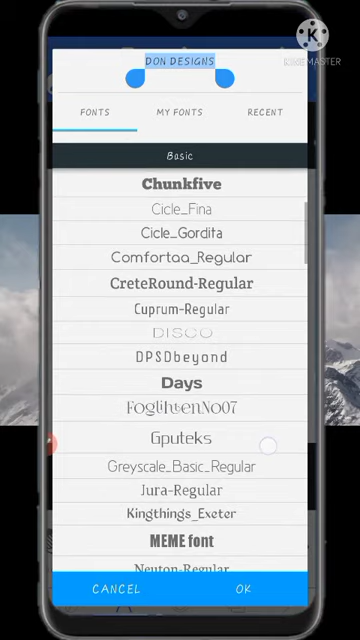 DON DESIGNS
KINEMASTER
FONTS
MY FONTS
RECENT
Basic
Chunkfive
Cicle_Fina
Cicle_Gordita
Comfortaa_Regular
CreteRound-Regular
Cuprum-Regular
DISCO
DPSDbeyond
Days
FoglihtenNo07
Gputeks
Greyscale_Basic_Regular
Jura-Regular
Kingthings_Exeter
MEME font
Neuton-Regular
CANCEL
OK